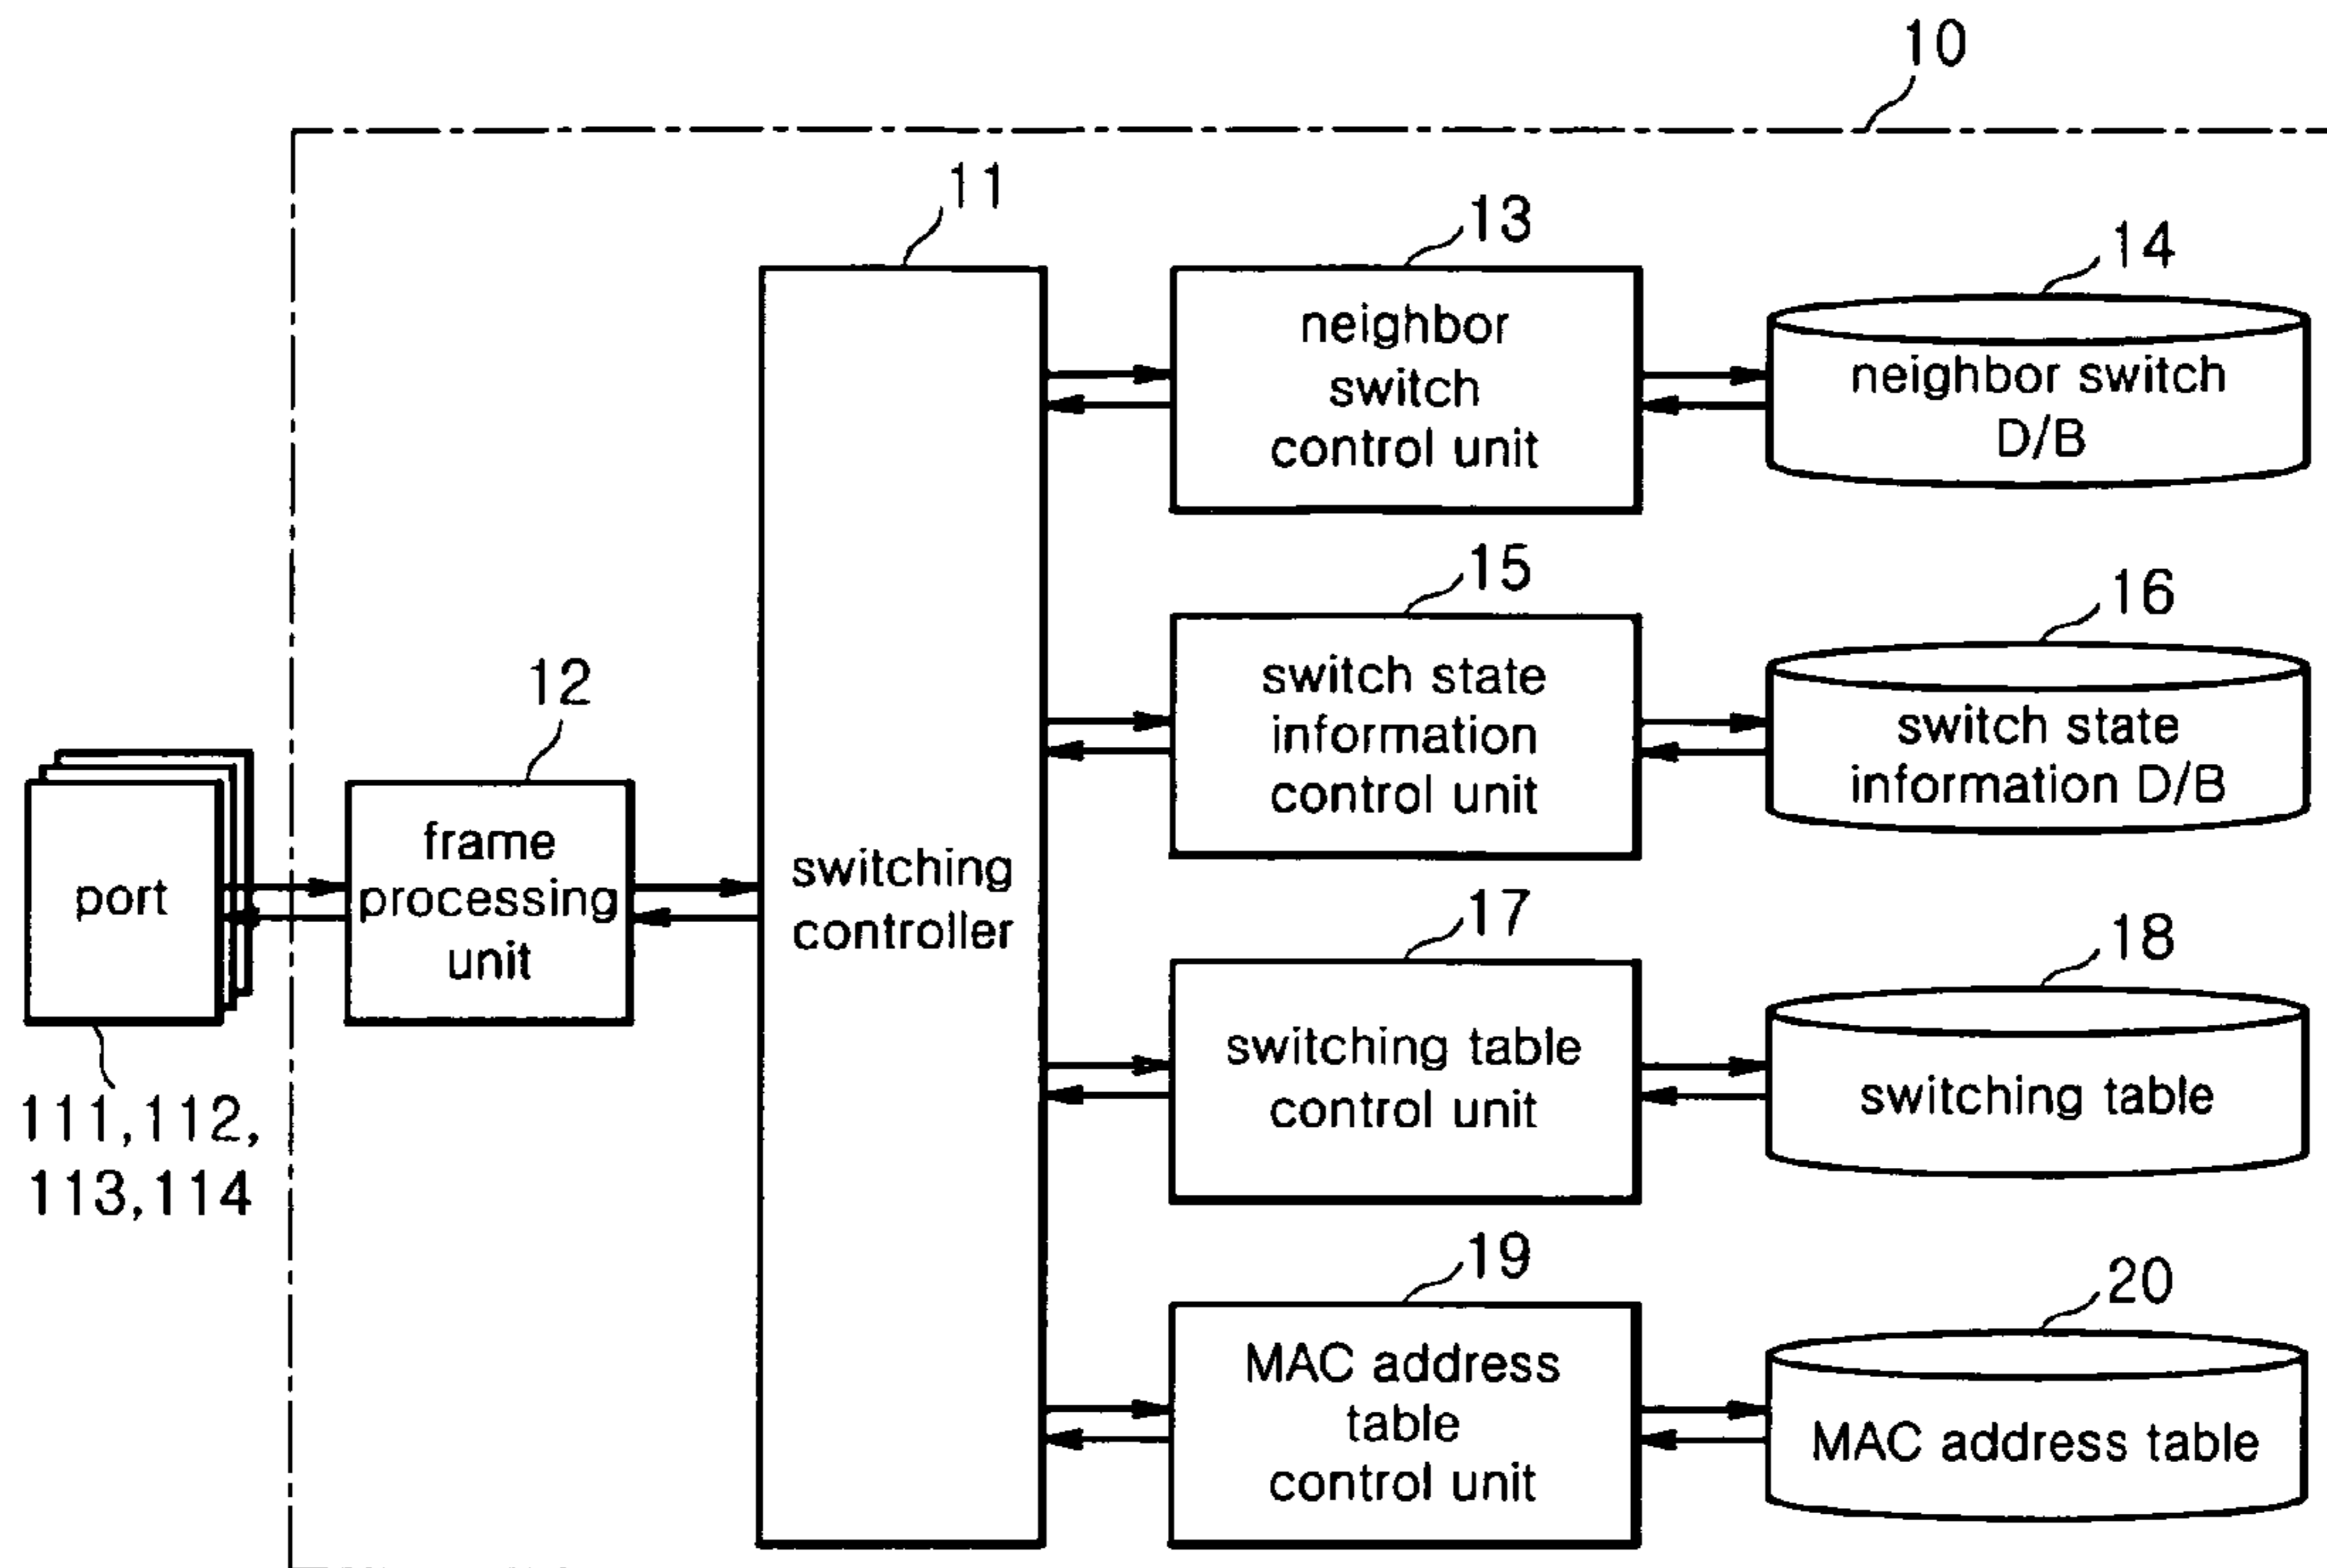 10
11
13
neighbor
switch
control unit
14
neighbor switch
D/B
15
switch state
information
control unit
16
switch state
information D/B
12
frame
processing
unit
port
111,112,
113,114
switching
controller
17
switching table
control unit
18
switching table
19
MAC address
table
control unit
20
MAC address table